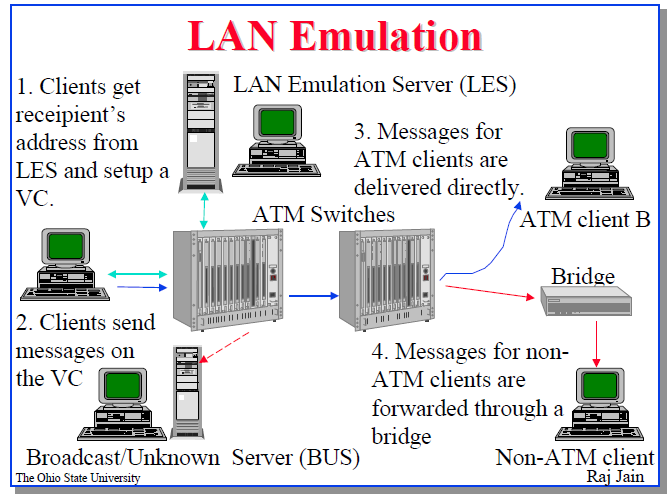 LAN Emulation
1. Clients get
receipient's
address from
LES and setup a
VC.
LAN Emulation Server (LES)
3. Messages for
ATM clients are
delivered directly.
ATM Switches
ATM client B
Bridge
2. Clients send
messages on
the VC
4. Messages for non-
ATM clients are
forwarded through a
bridge
Broadcast/Unknown Server (BUS)
Non-ATM client
The Ohio State University
Raj Jain